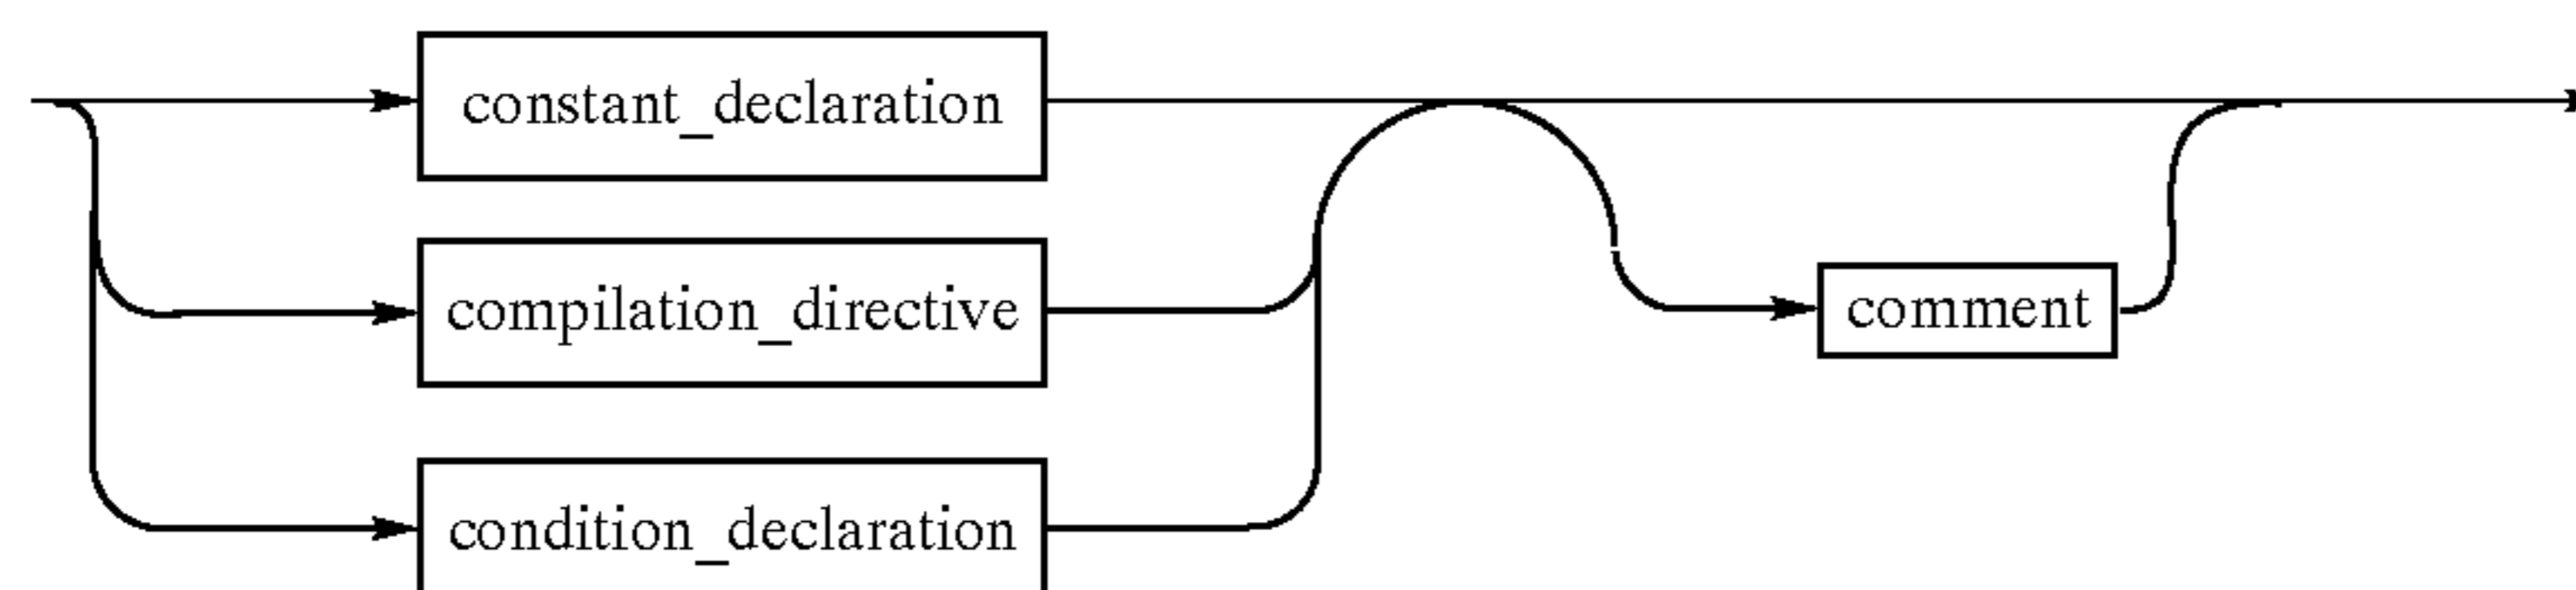 constant_declaration
compilation_directive
comment
condition_declaration